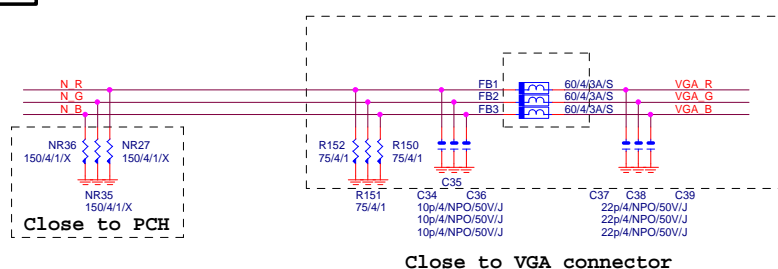 N_R FB1 60/4/3A/S VGA_R
N_G FB2 60/4/3A/S VGA_G
N_B FB3 60/4/3A/S VGA_B
NR36 NR27 R152 R150
150/4/1/X 150/4/1/X 75/4/1 75/4/1
C35
NR35 R151 C34 C36 C37 C38 C39
150/4/1/X 75/4/1 10p/4/NPO/50V/J 22p/4/NPO/50V/J
10p/4/NPO/50V/J 22p/4/NPO/50V/J
10p/4/NPO/50V/J 22p/4/NPO/50V/J
Close to PCH
Close to VGA connector